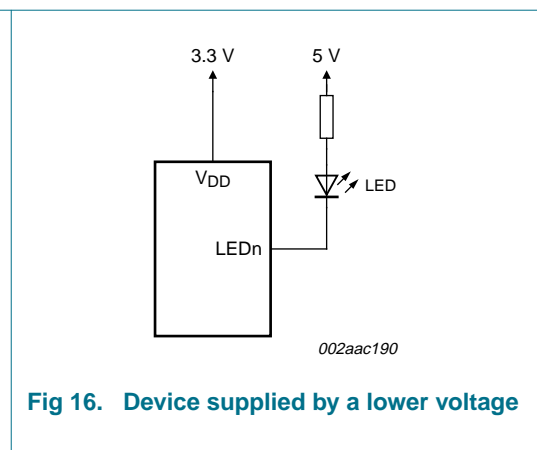 3.3 V
5 V
VDD
LED
LEDn
002aac190
Fig 16. Device supplied by a lower voltage